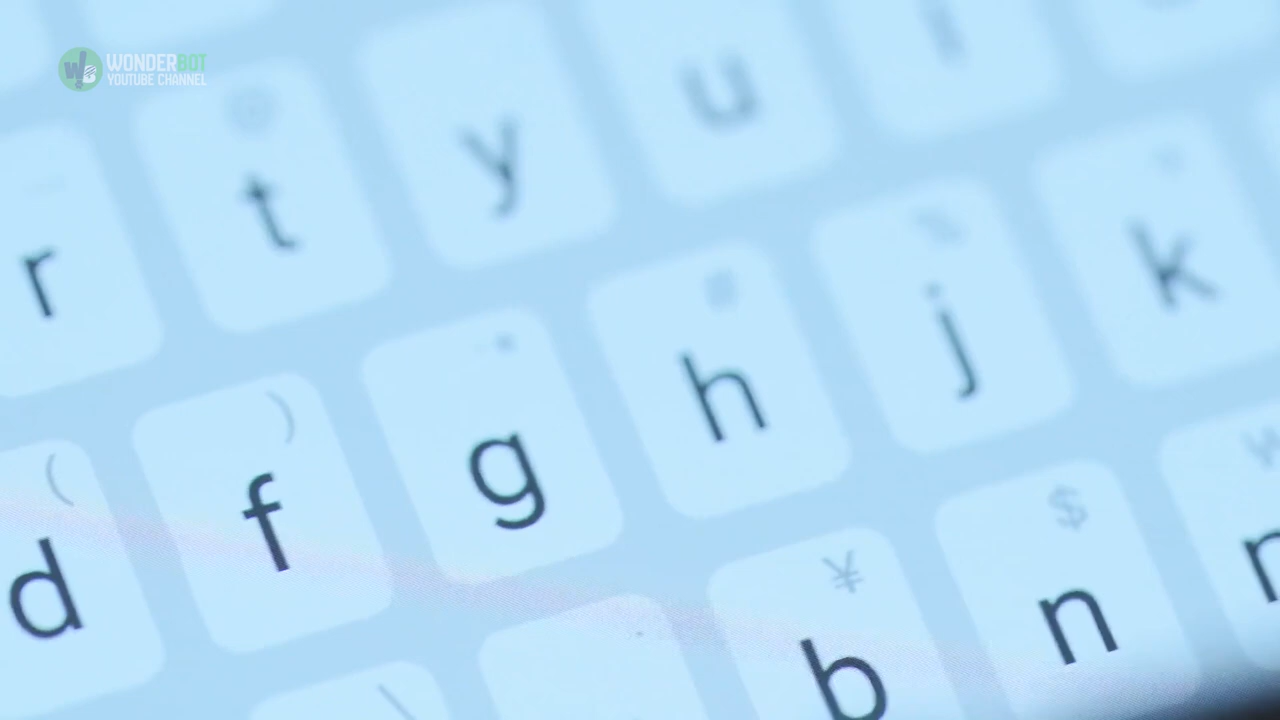 WONDERBOT
YOUTUBE CHANNEL
r t y u i
( ) #
d f g h j k
¥ $
b n